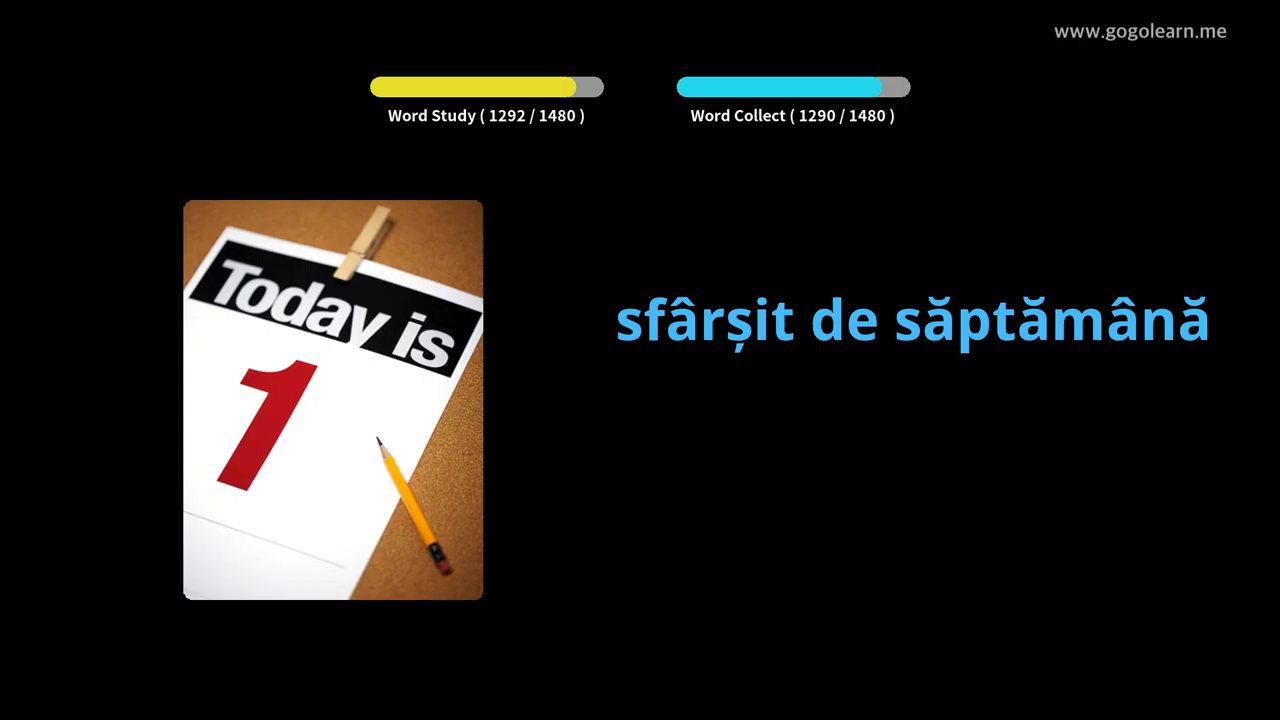 www.gogolearn.me
Word Study ( 1292 / 1480 )
Word Collect ( 1290 / 1480 )
Today is
1
sfârșit de săptămână